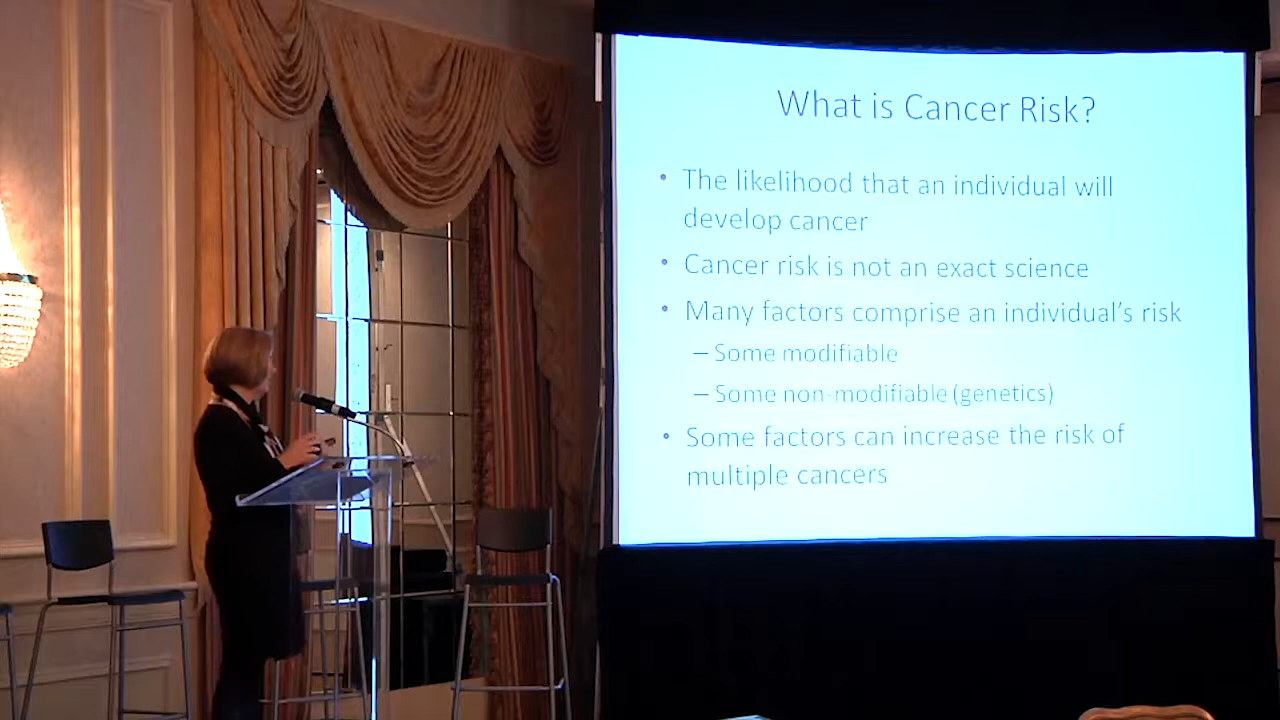 What is Cancer Risk?
• The likelihood that an individual will
develop cancer
• Cancer risk is not an exact science
• Many factors comprise an individual’s risk
– Some modifiable
– Some non-modifiable (genetics)
• Some factors can increase the risk of
multiple cancers